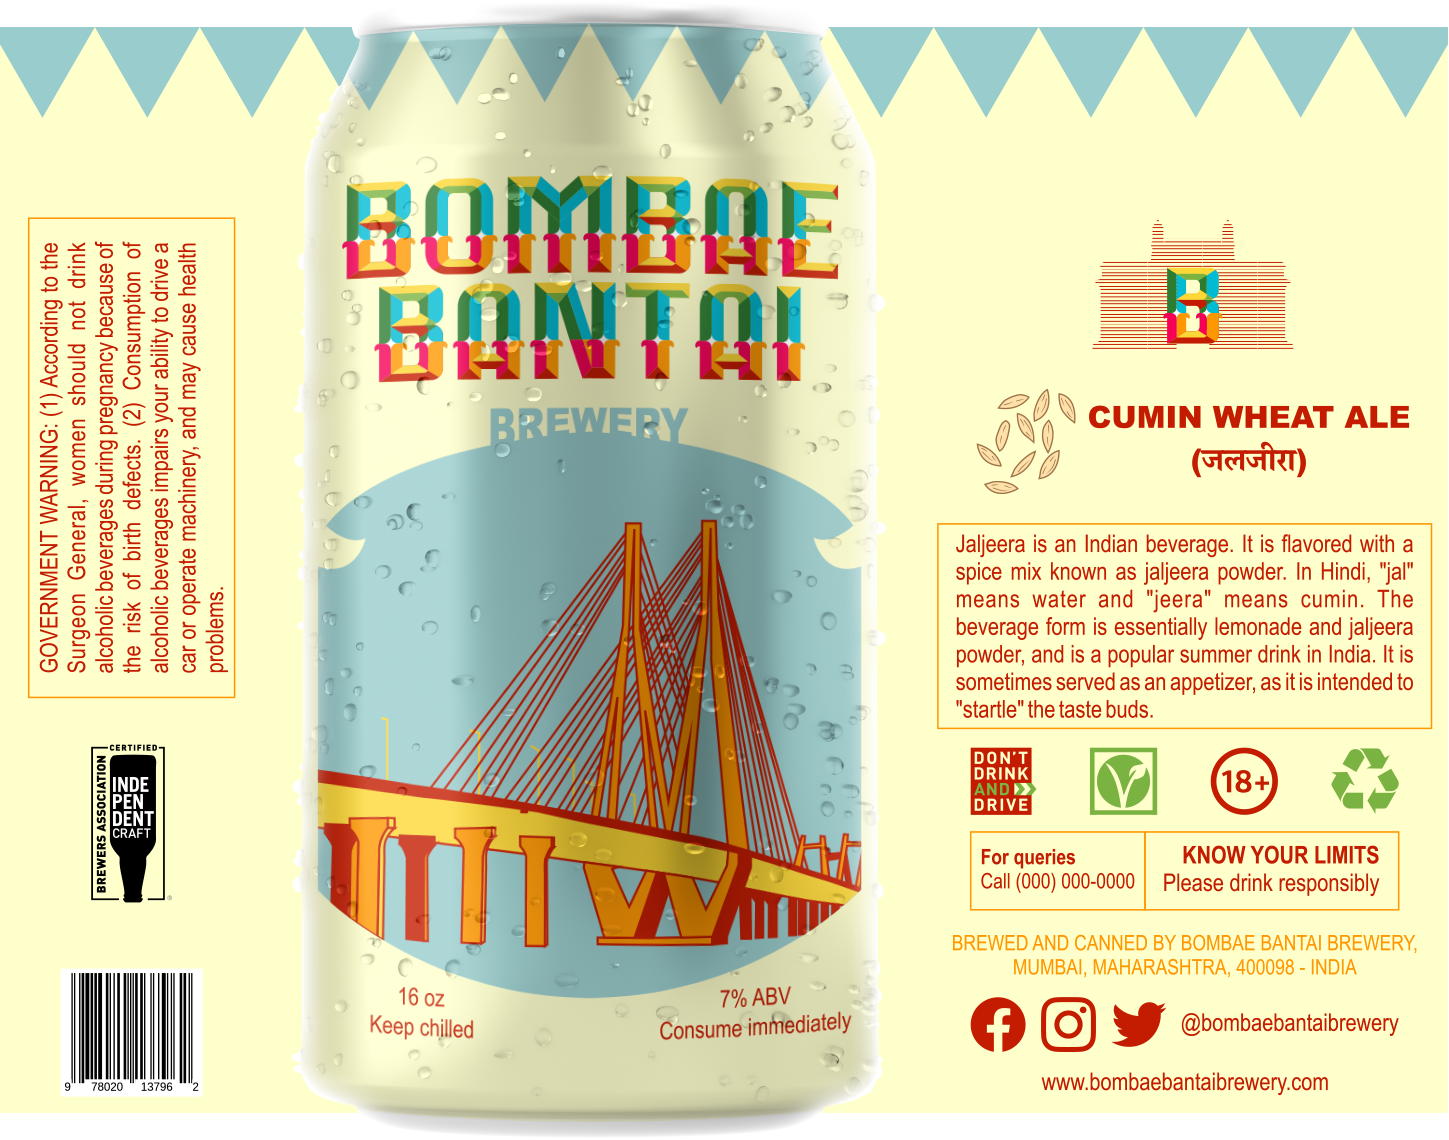 GOVERNMENT WARNING: (1) According to the
Surgeon General, women should not drink
alcoholic beverages during pregnancy because of
the risk of birth defects. (2) Consumption of
alcoholic beverages impairs your ability to drive a
car or operate machinery, and may cause health
problems.
CERTIFIED
BREWERS ASSOCIATION
INDE
PEN
DENT
CRAFT
®
9 78020 13796 2
BOMBAE
BANTAI
BREWERY
16 oz
Keep chilled
7% ABV
Consume immediately
B
CUMIN WHEAT ALE
(जलजीरा)
Jaljeera is an Indian beverage. It is flavored with a
spice mix known as jaljeera powder. In Hindi, "jal"
means water and "jeera" means cumin. The
beverage form is essentially lemonade and jaljeera
powder, and is a popular summer drink in India. It is
sometimes served as an appetizer, as it is intended to
"startle" the taste buds.
DON'T
DRINK
AND
DRIVE
18+
For queries
Call (000) 000-0000
KNOW YOUR LIMITS
Please drink responsibly
BREWED AND CANNED BY BOMBAE BANTAI BREWERY,
MUMBAI, MAHARASHTRA, 400098 - INDIA
@bombaebantaibrewery
www.bombaebantaibrewery.com